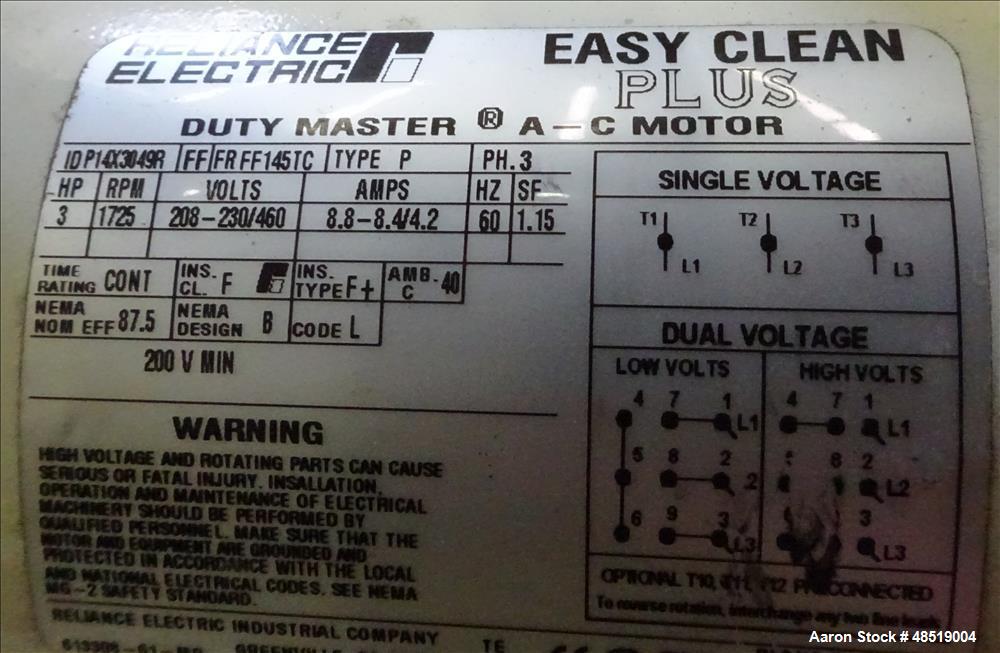 RELIANCE
ELECTRIC
EASY CLEAN
PLUS
DUTY MASTER ® A-C MOTOR
ID P14X3049R FF FR FF145TC TYPE P PH. 3
HP RPM VOLTS AMPS HZ SF
3 1725 208-230/460 8.8-8.4/4.2 60 1.15
TIME RATING CONT INS. CL. F INS. TYPE F+ AMB. C 40
NEMA NOM EFF 87.5 NEMA DESIGN B CODE L
200 V MIN
WARNING
HIGH VOLTAGE AND ROTATING PARTS CAN CAUSE
SERIOUS OR FATAL INJURY. INSALLATION,
OPERATION AND MAINTENANCE OF ELECTRICAL
MACHINERY SHOULD BE PERFORMED BY
QUALIFIED PERSONNEL. MAKE SURE THAT THE
MOTOR AND EQUIPMENT ARE GROUNDED AND
PROTECTED IN ACCORDANCE WITH THE LOCAL
AND NATIONAL ELECTRICAL CODES. SEE NEMA
MG-2 SAFETY STANDARD.
RELIANCE ELECTRIC INDUSTRIAL COMPANY
SINGLE VOLTAGE
T1 T2 T3
L1 L2 L3
DUAL VOLTAGE
LOW VOLTS HIGH VOLTS
4 7 1 L1 4 7 1 L1
5 8 2 2 8 2 L2
6 9 3 L3 3 L3
OPTIONAL T10, T11, T12 CONNECTED
To reverse rotation, interchange any two line leads
Aaron Stock # 48519004